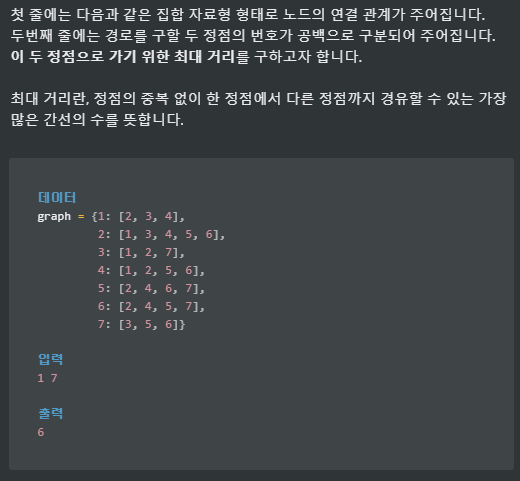 첫 줄에는 다음과 같은 집합 자료형 형태로 노드의 연결 관계가 주어집니다.
두번째 줄에는 경로를 구할 두 정점의 번호가 공백으로 구분되어 주어집니다.
이 두 정점으로 가기 위한 최대 거리를 구하고자 합니다.
최대 거리란, 정점의 중복 없이 한 정점에서 다른 정점까지 경유할 수 있는 가장
많은 간선의 수를 뜻합니다.
데이터
graph = {1: [2, 3, 4],
2: [1, 3, 4, 5, 6],
3: [1, 2, 7],
4: [1, 2, 5, 6],
5: [2, 4, 6, 7],
6: [2, 4, 5, 7],
7: [3, 5, 6]}
입력
1 7
출력
6